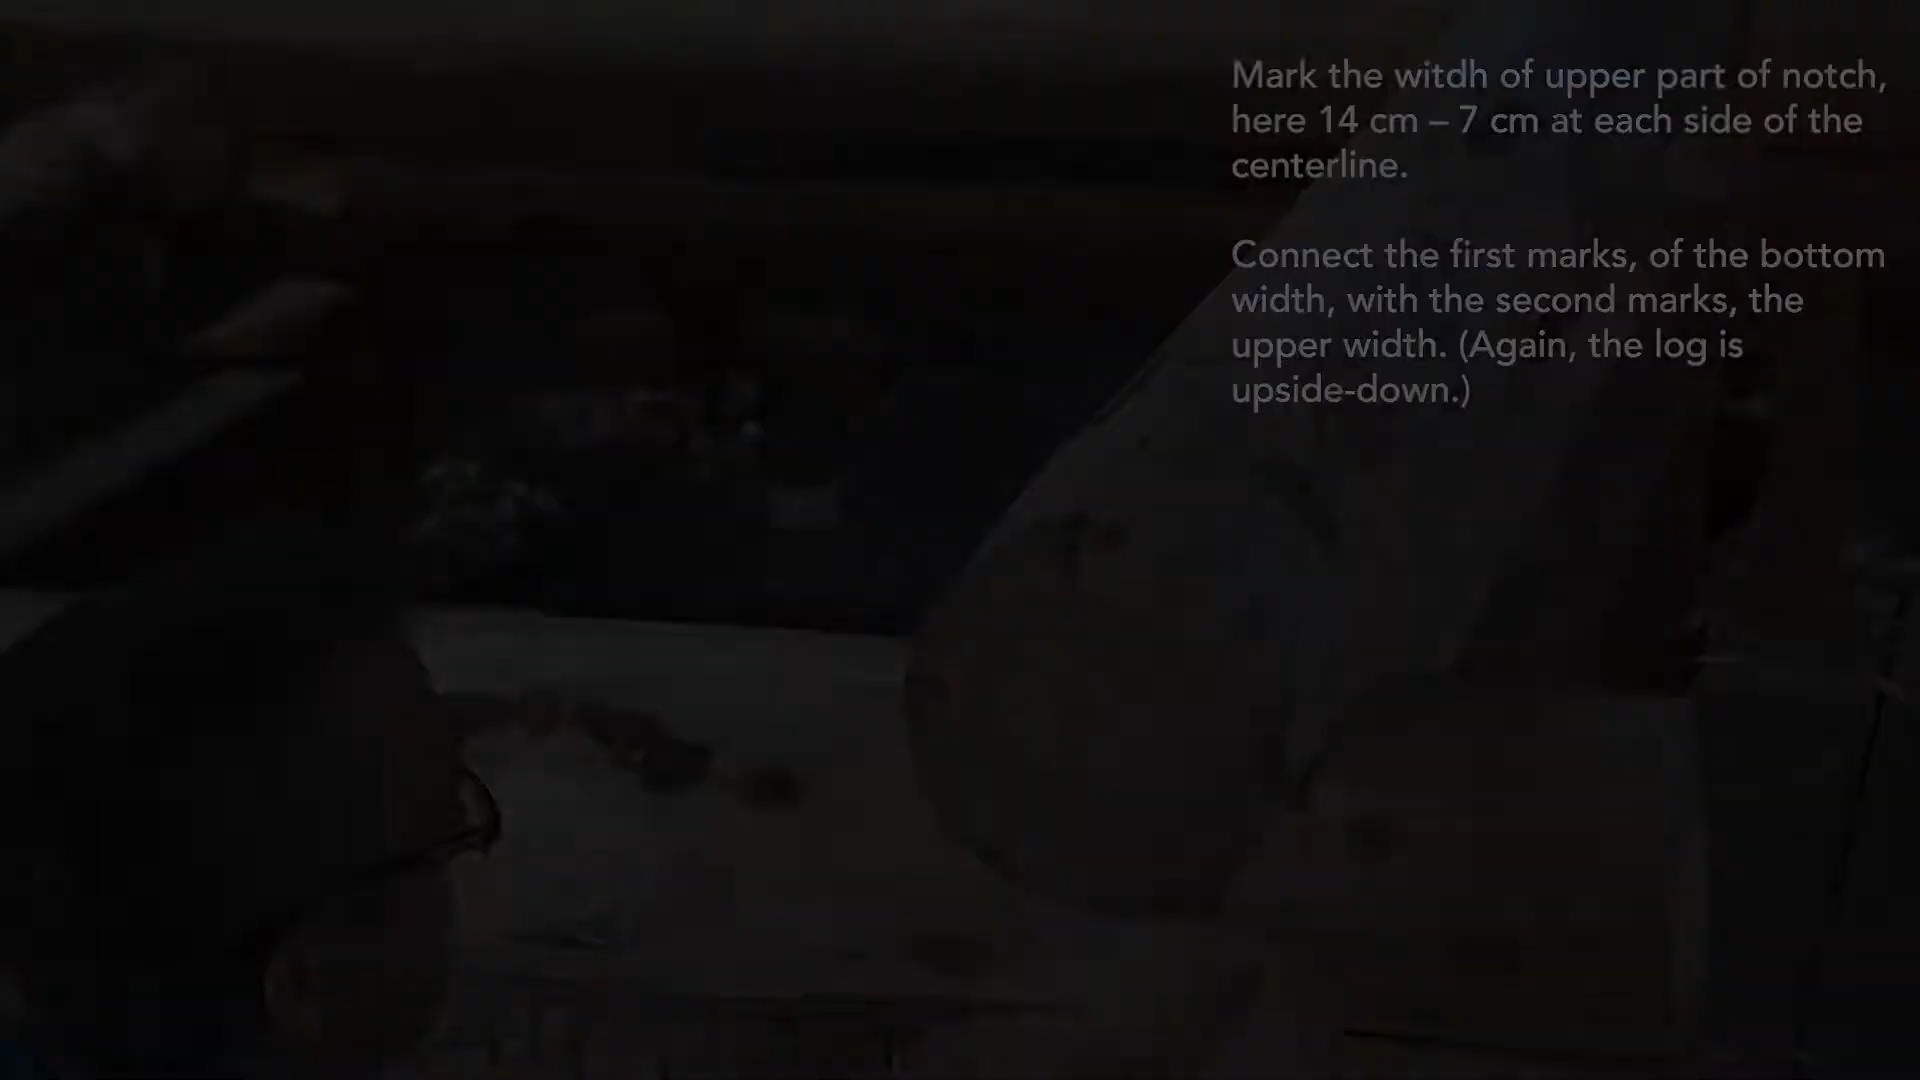 Mark the witdh of upper part of notch,
here 14 cm – 7 cm at each side of the
centerline.
Connect the first marks, of the bottom
width, with the second marks, the
upper width. (Again, the log is
upside-down.)